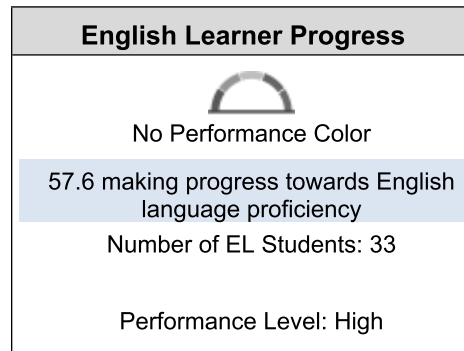 English Learner Progress
No Performance Color
57.6 making progress towards English
language proficiency
Number of EL Students: 33
Performance Level: High